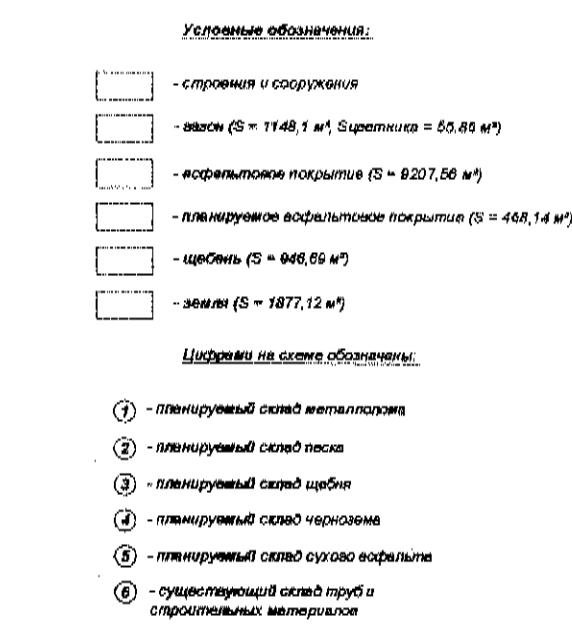 Условные обозначения:
- строения и сооружения
- газон (S = 1148,1 м², Sцветника = 55,85 м²)
- асфальтовое покрытие (S = 9207,56 м²)
- планируемое асфальтовое покрытие (S = 468,14 м²)
- щебень (S = 946,69 м²)
- земля (S = 1877,12 м²)
Цифрами на схеме обозначены:
1 - планируемый склад металлолома
2 - планируемый склад песка
3 - планируемый склад щебня
4 - планируемый склад чернозема
5 - планируемый склад сухого асфальта
6 - существующий склад труб и
строительных материалов